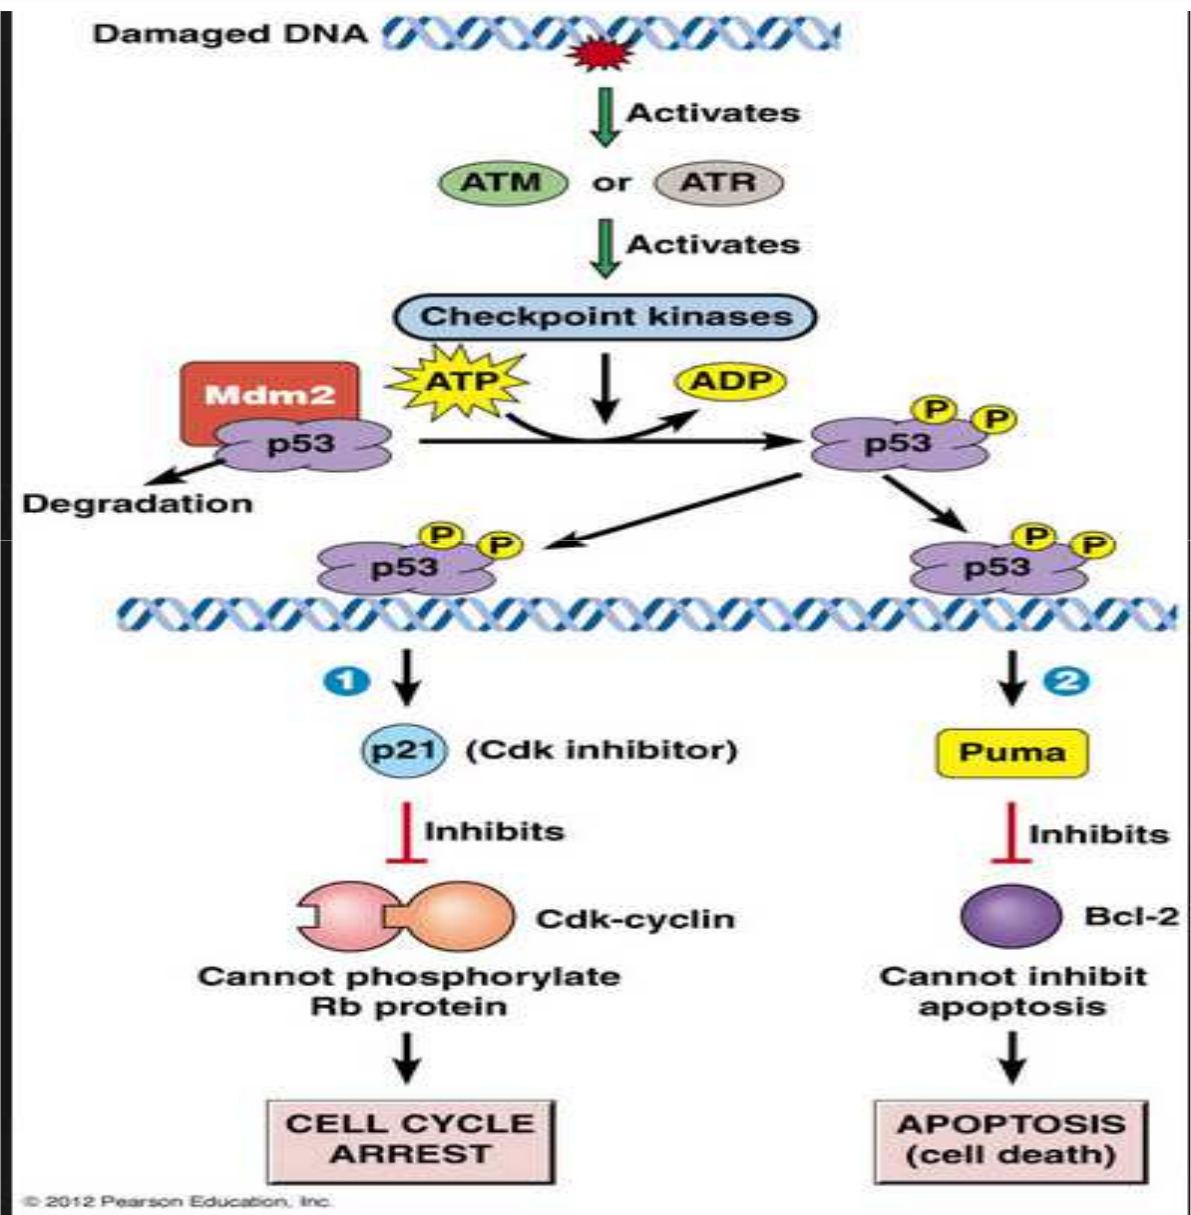 Damaged DNA
Activates
ATM or ATR
Activates
Checkpoint kinases
Mdm2
ATP
ADP
p53
P P
p53
Degradation
P P
p53
P P
p53
1
2
p21 (Cdk inhibitor)
Puma
Inhibits
Inhibits
Cdk-cyclin
Bcl-2
Cannot phosphorylate
Rb protein
Cannot inhibit
apoptosis
CELL CYCLE
ARREST
APOPTOSIS
(cell death)
© 2012 Pearson Education, Inc.